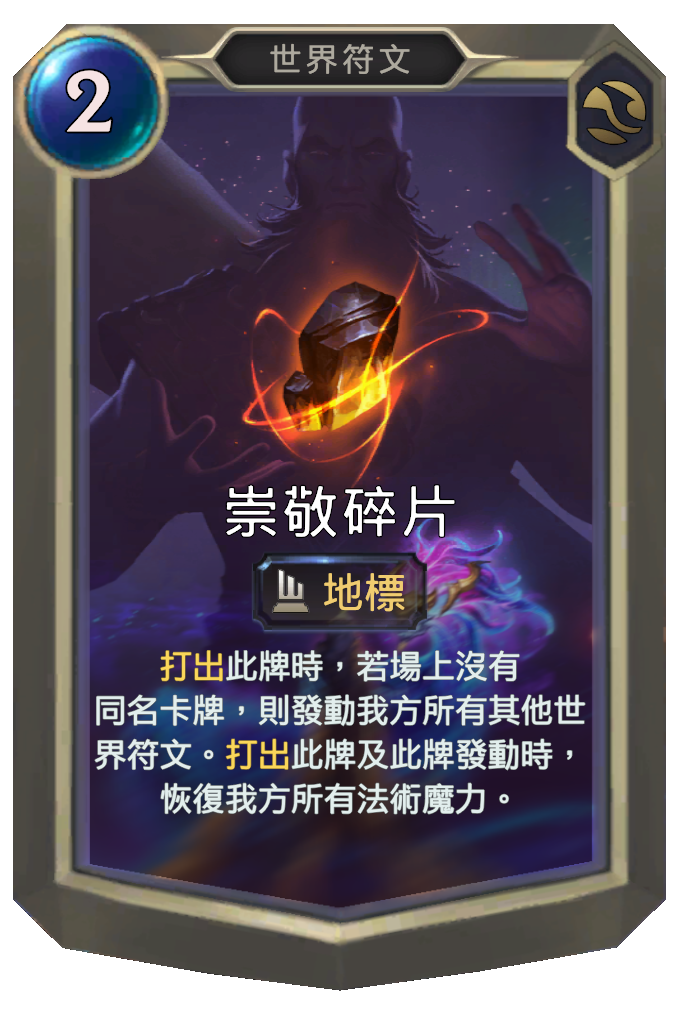 世界符文
2
崇敬碎片
地標
打出此牌時，若場上沒有
同名卡牌，則發動我方所有其他世
界符文。打出此牌及此牌發動時，
恢復我方所有法術魔力。